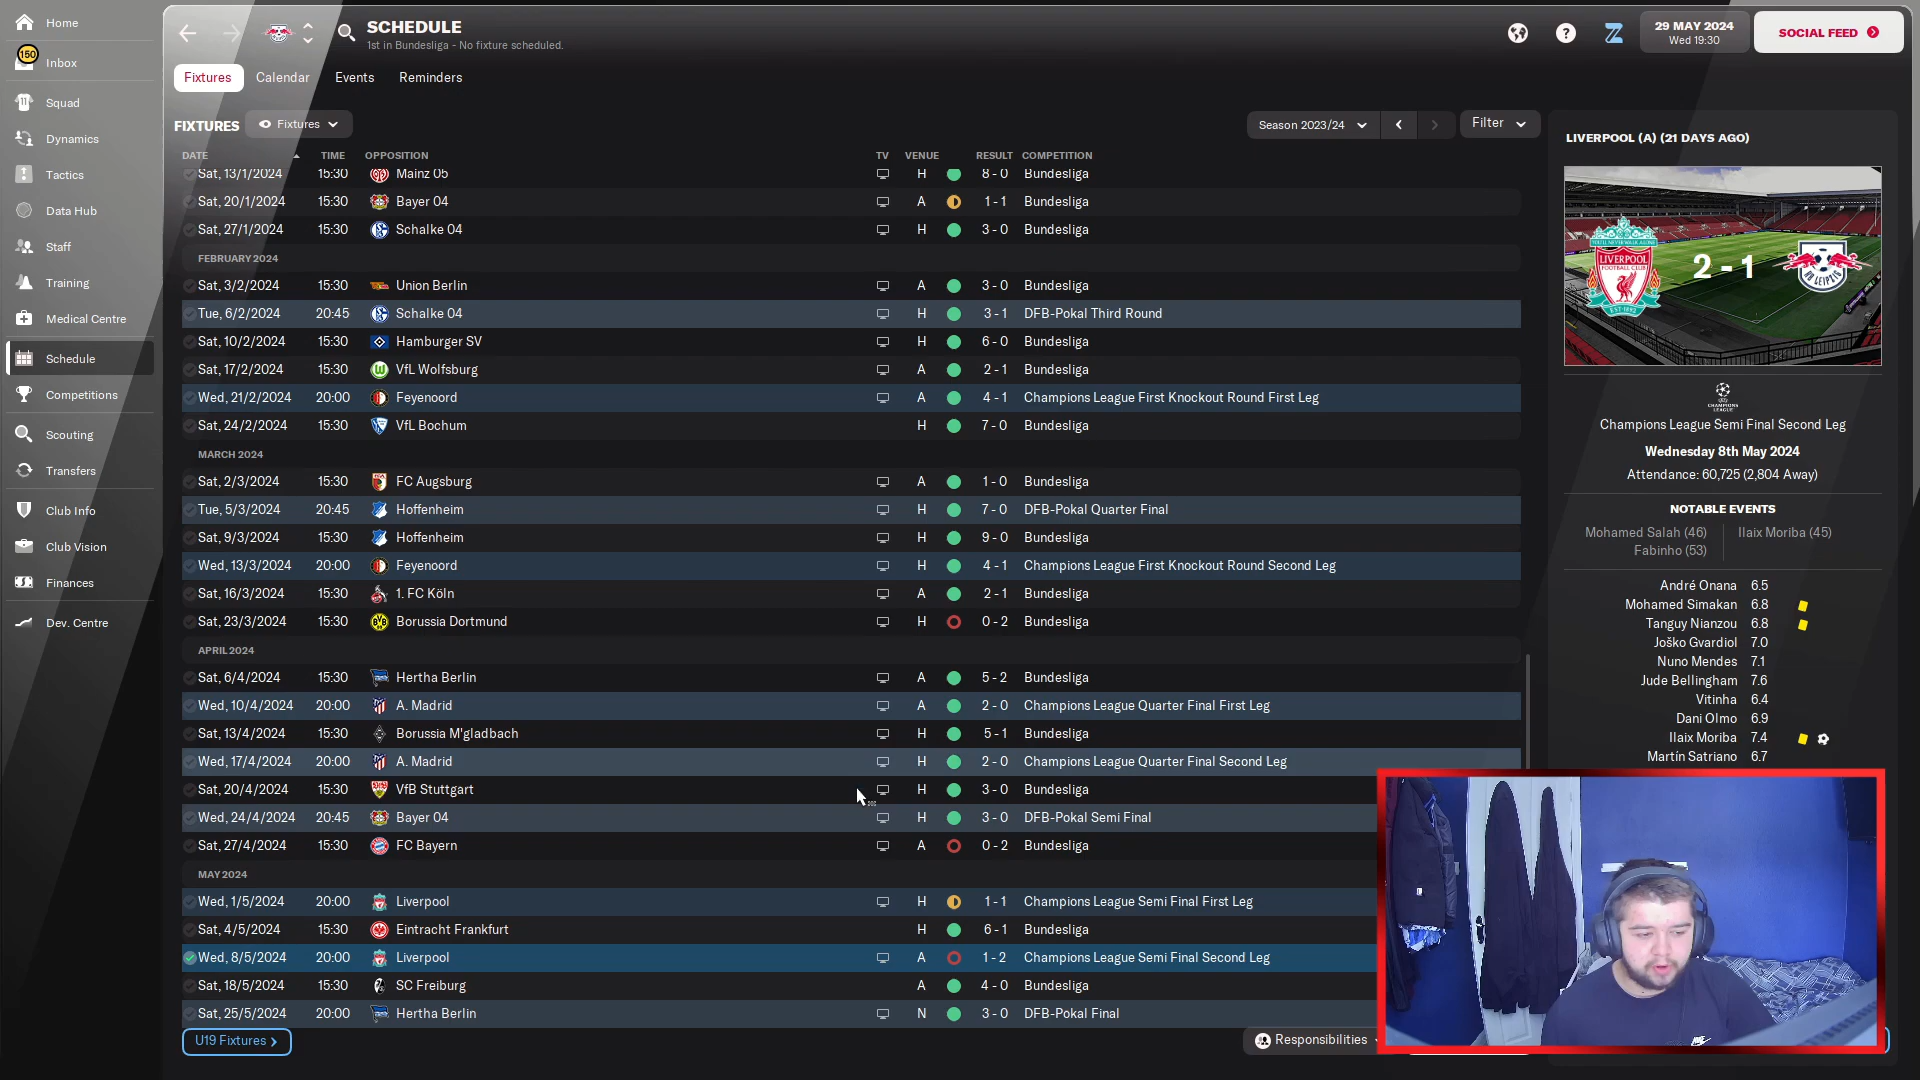 Home
SCHEDULE
1st in Bundesliga - No fixture scheduled.
29 MAY 2024
Wed 19:30
SOCIAL FEED
150
Inbox
Fixtures Calendar Events Reminders
Squad
Dynamics
Tactics
Data Hub
Staff
Training
Medical Centre
Schedule
Competitions
Scouting
Transfers
Club Info
Club Vision
Finances
Dev. Centre
FIXTURES Fixtures Season 2023/24 Filter
DATE TIME OPPOSITION TV VENUE RESULT COMPETITION
Sat, 13/1/2024 15:30 Mainz 05 H 8 - 0 Bundesliga
Sat, 20/1/2024 15:30 Bayer 04 A 1 - 1 Bundesliga
Sat, 27/1/2024 15:30 Schalke 04 H 3 - 0 Bundesliga
FEBRUARY 2024
Sat, 3/2/2024 15:30 Union Berlin A 3 - 0 Bundesliga
Tue, 6/2/2024 20:45 Schalke 04 H 3 - 1 DFB-Pokal Third Round
Sat, 10/2/2024 15:30 Hamburger SV H 6 - 0 Bundesliga
Sat, 17/2/2024 15:30 VfL Wolfsburg A 2 - 1 Bundesliga
Wed, 21/2/2024 20:00 Feyenoord A 4 - 1 Champions League First Knockout Round First Leg
Sat, 24/2/2024 15:30 VfL Bochum H 7 - 0 Bundesliga
MARCH 2024
Sat, 2/3/2024 15:30 FC Augsburg A 1 - 0 Bundesliga
Tue, 5/3/2024 20:45 Hoffenheim H 7 - 0 DFB-Pokal Quarter Final
Sat, 9/3/2024 15:30 Hoffenheim H 9 - 0 Bundesliga
Wed, 13/3/2024 20:00 Feyenoord H 4 - 1 Champions League First Knockout Round Second Leg
Sat, 16/3/2024 15:30 1. FC Köln A 2 - 1 Bundesliga
Sat, 23/3/2024 15:30 Borussia Dortmund H 0 - 2 Bundesliga
APRIL 2024
Sat, 6/4/2024 15:30 Hertha Berlin A 5 - 2 Bundesliga
Wed, 10/4/2024 20:00 A. Madrid A 2 - 0 Champions League Quarter Final First Leg
Sat, 13/4/2024 15:30 Borussia M'gladbach H 5 - 1 Bundesliga
Wed, 17/4/2024 20:00 A. Madrid H 2 - 0 Champions League Quarter Final Second Leg
Sat, 20/4/2024 15:30 VfB Stuttgart H 3 - 0 Bundesliga
Wed, 24/4/2024 20:45 Bayer 04 H 3 - 0 DFB-Pokal Semi Final
Sat, 27/4/2024 15:30 FC Bayern A 0 - 2 Bundesliga
MAY 2024
Wed, 1/5/2024 20:00 Liverpool H 1 - 1 Champions League Semi Final First Leg
Sat, 4/5/2024 15:30 Eintracht Frankfurt H 6 - 1 Bundesliga
Wed, 8/5/2024 20:00 Liverpool A 1 - 2 Champions League Semi Final Second Leg
Sat, 18/5/2024 15:30 SC Freiburg A 4 - 0 Bundesliga
Sat, 25/5/2024 20:00 Hertha Berlin N 3 - 0 DFB-Pokal Final
U19 Fixtures
Responsibilities
LIVERPOOL (A) (21 DAYS AGO)
2 - 1
LIVERPOOL
FOOTBALL CLUB
CHAMPIONS LEAGUE
Champions League Semi Final Second Leg
Wednesday 8th May 2024
Attendance: 60,725 (2,804 Away)
NOTABLE EVENTS
Mohamed Salah (46) Ilaix Moriba (45)
Fabinho (53)
André Onana 6.5
Mohamed Simakan 6.8
Tanguy Nianzou 6.8
Joško Gvardiol 7.0
Nuno Mendes 7.1
Jude Bellingham 7.6
Vitinha 6.4
Dani Olmo 6.9
Ilaix Moriba 7.4
Martín Satriano 6.7